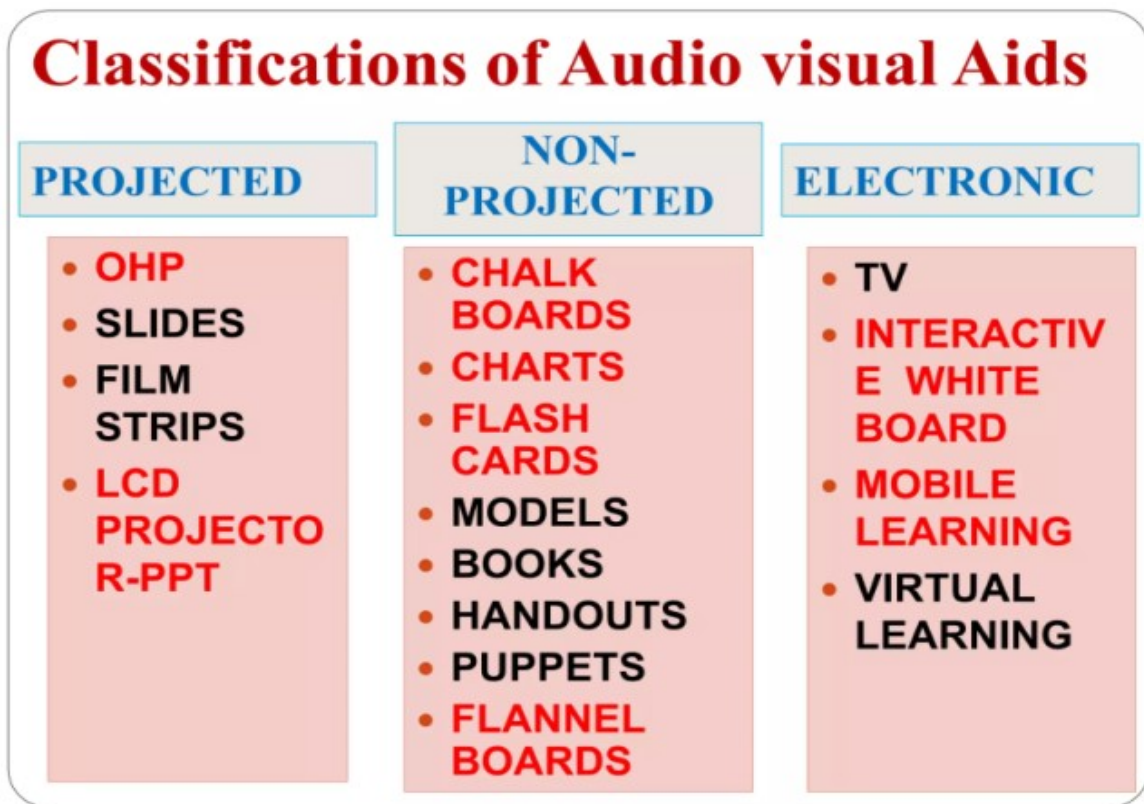 Classifications of Audio visual Aids
PROJECTED
• OHP
• SLIDES
• FILM
STRIPS
• LCD
PROJECTO
R-PPT
NON-
PROJECTED
• CHALK
BOARDS
• CHARTS
• FLASH
CARDS
• MODELS
• BOOKS
• HANDOUTS
• PUPPETS
• FLANNEL
BOARDS
ELECTRONIC
• TV
• INTERACTIV
E WHITE
BOARD
• MOBILE
LEARNING
• VIRTUAL
LEARNING